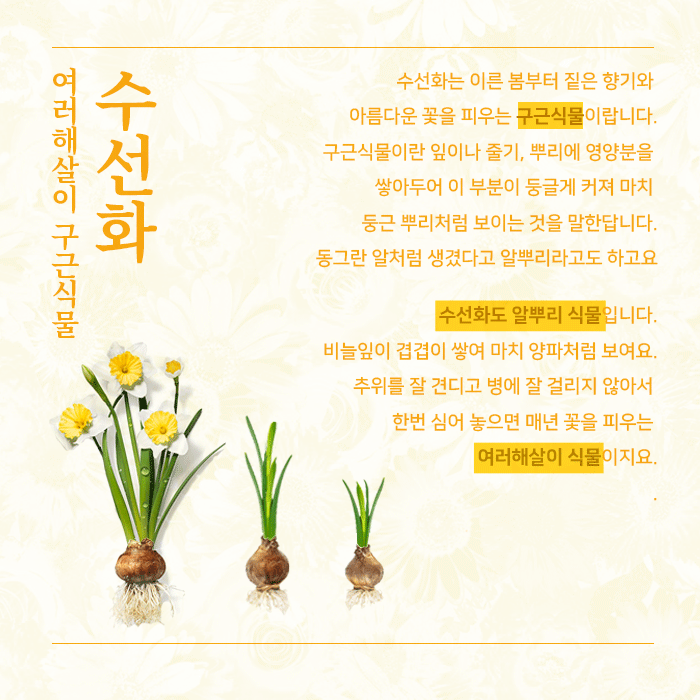 수선화
여러해살이 구근식물
수선화는 이른 봄부터 짙은 향기와
아름다운 꽃을 피우는 구근식물이랍니다.
구근식물이란 잎이나 줄기, 뿌리에 영양분을
쌓아두어 이 부분이 둥글게 커져 마치
둥근 뿌리처럼 보이는 것을 말한답니다.
동그란 알처럼 생겼다고 알뿌리라고도 하고요
수선화도 알뿌리 식물입니다.
비늘잎이 겹겹이 쌓여 마치 양파처럼 보여요.
추위를 잘 견디고 병에 잘 걸리지 않아서
한번 심어 놓으면 매년 꽃을 피우는
여러해살이 식물이지요.
.